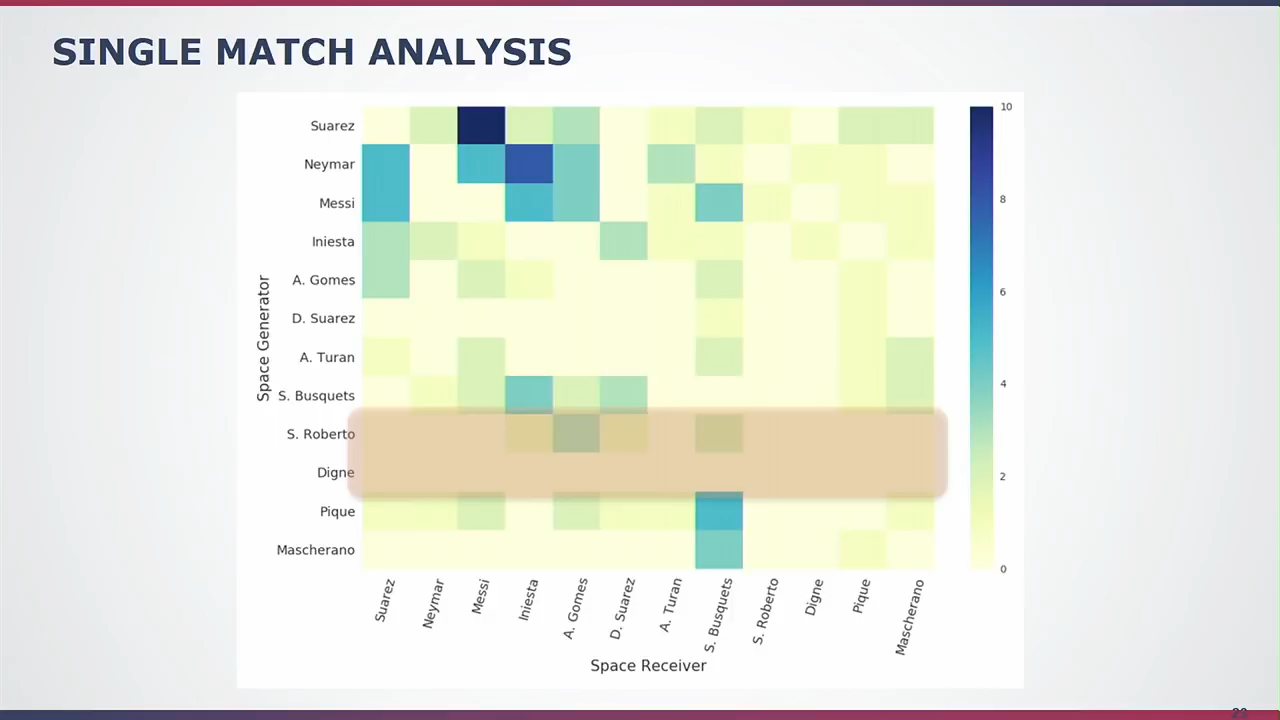 SINGLE MATCH ANALYSIS
Space Generator
Suarez
Neymar
Messi
Iniesta
A. Gomes
D. Suarez
A. Turan
S. Busquets
S. Roberto
Digne
Pique
Mascherano
Suarez
Neymar
Messi
Iniesta
A. Gomes
D. Suarez
A. Turan
S. Busquets
S. Roberto
Digne
Pique
Mascherano
Space Receiver
10
8
6
4
2
0